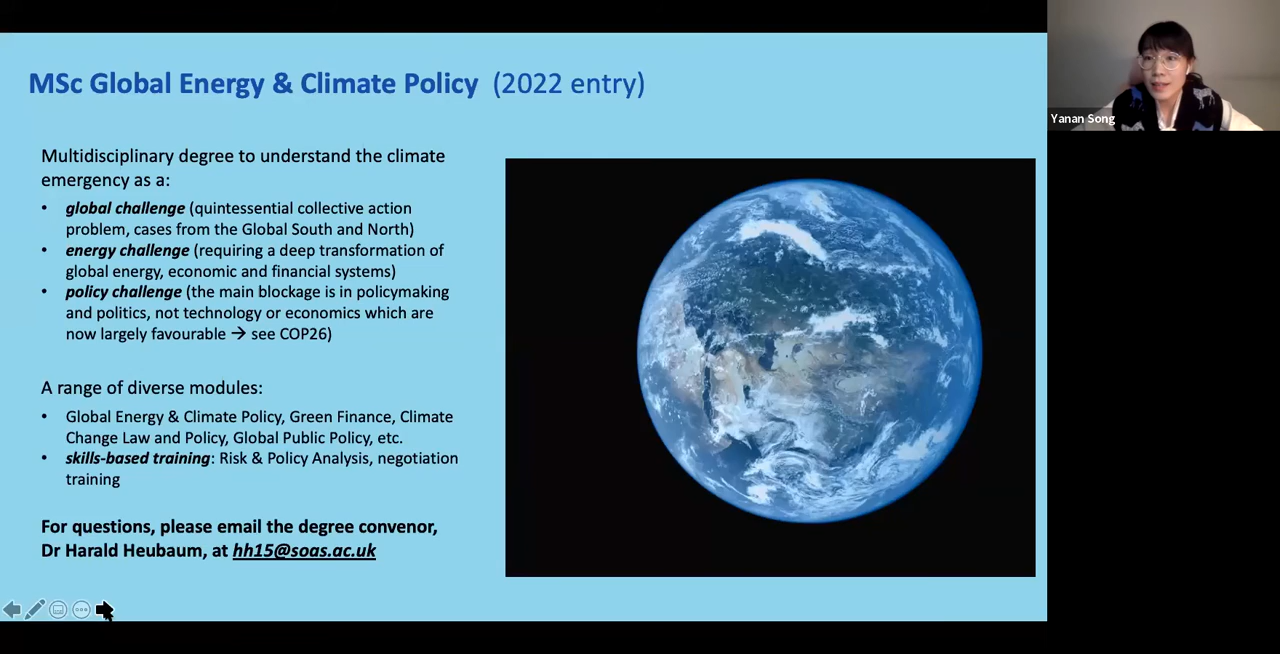 MSc Global Energy & Climate Policy (2022 entry)
Yanan Song
Multidisciplinary degree to understand the climate
emergency as a:
• global challenge (quintessential collective action
problem, cases from the Global South and North)
• energy challenge (requiring a deep transformation of
global energy, economic and financial systems)
• policy challenge (the main blockage is in policymaking
and politics, not technology or economics which are
now largely favourable → see COP26)
A range of diverse modules:
• Global Energy & Climate Policy, Green Finance, Climate
Change Law and Policy, Global Public Policy, etc.
• skills-based training: Risk & Policy Analysis, negotiation
training
For questions, please email the degree convenor,
Dr Harald Heubaum, at hh15@soas.ac.uk